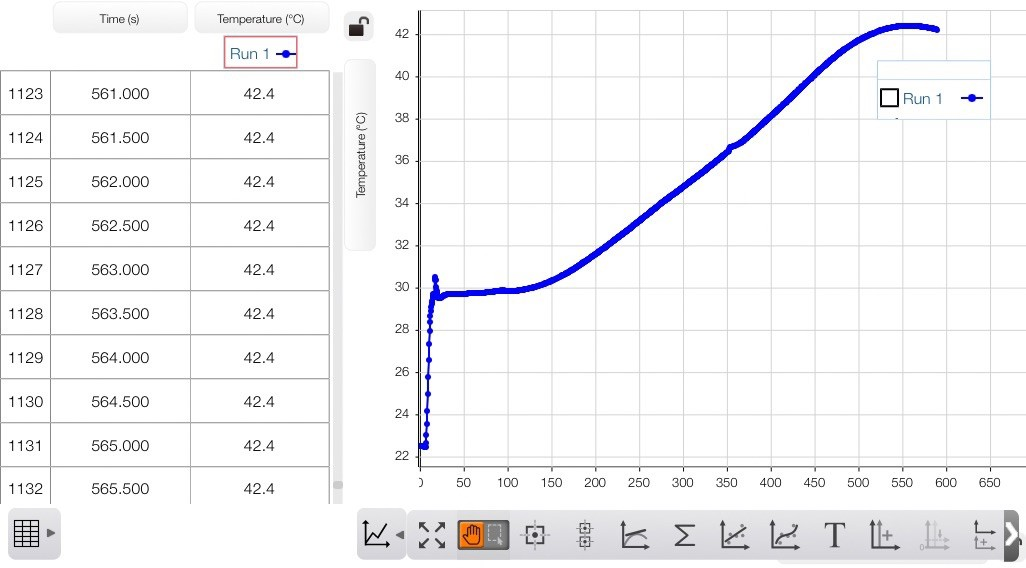 Time (s) Temperature (°C)
Run 1
1123 561.000 42.4
1124 561.500 42.4
1125 562.000 42.4
1126 562.500 42.4
1127 563.000 42.4
1128 563.500 42.4
1129 564.000 42.4
1130 564.500 42.4
1131 565.000 42.4
1132 565.500 42.4
Temperature (°C)
42
40
38
36
34
32
30
28
26
24
22
Run 1
0 50 100 150 200 250 300 350 400 450 500 550 600 650
Σ T